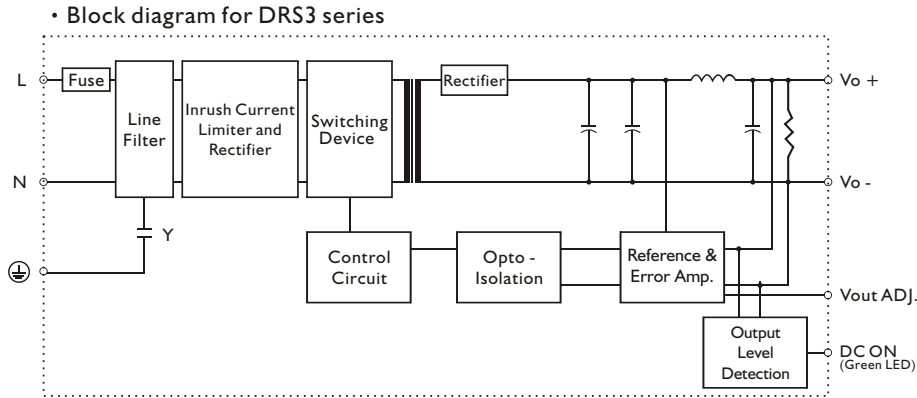 • Block diagram for DRS3 series
L
Fuse
Line
Filter
Inrush Current
Limiter and
Rectifier
Switching
Device
Rectifier
Vo +
N
Vo -
Y
Control
Circuit
Opto -
Isolation
Reference &
Error Amp.
Vout ADJ.
Output
Level
Detection
DC ON
(Green LED)